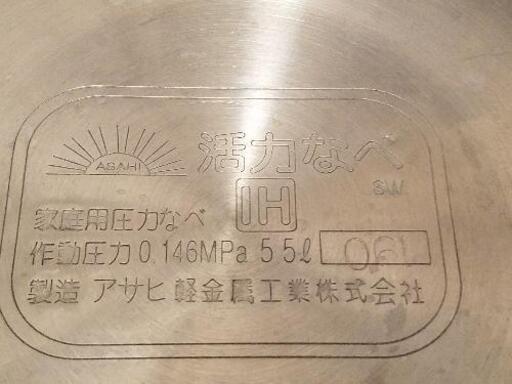 ASAHI
活力なべ
IH
SW
家庭用圧力なべ
作動圧力0.146MPa 5.5ℓ
製造 アサヒ軽金属工業株式会社